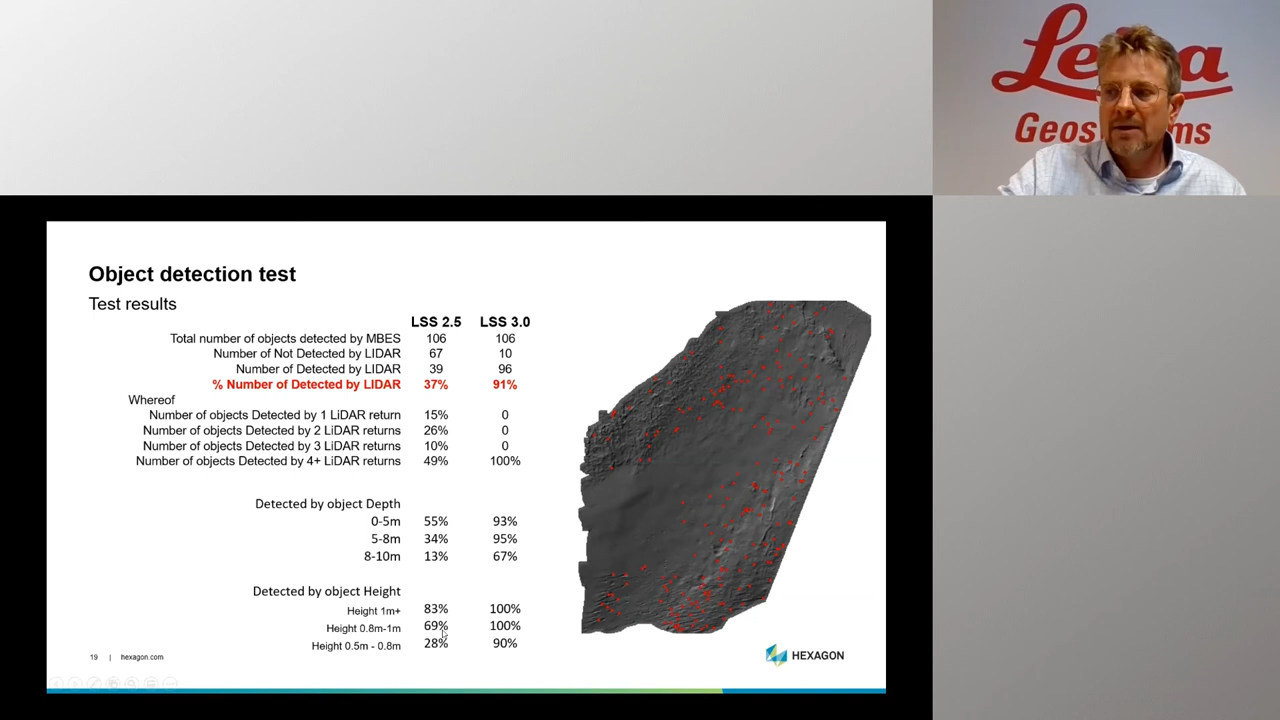 Leica
Geosystems
Object detection test
Test results
LSS 2.5 LSS 3.0
Total number of objects detected by MBES 106 106
Number of Not Detected by LIDAR 67 10
Number of Detected by LIDAR 39 96
% Number of Detected by LIDAR 37% 91%
Whereof
Number of objects Detected by 1 LiDAR return 15% 0
Number of objects Detected by 2 LiDAR returns 26% 0
Number of objects Detected by 3 LiDAR returns 10% 0
Number of objects Detected by 4+ LiDAR returns 49% 100%
Detected by object Depth
0-5m 55% 93%
5-8m 34% 95%
8-10m 13% 67%
Detected by object Height
Height 1m+ 83% 100%
Height 0.8m-1m 69% 100%
Height 0.5m - 0.8m 28% 90%
19 | hexagon.com
HEXAGON